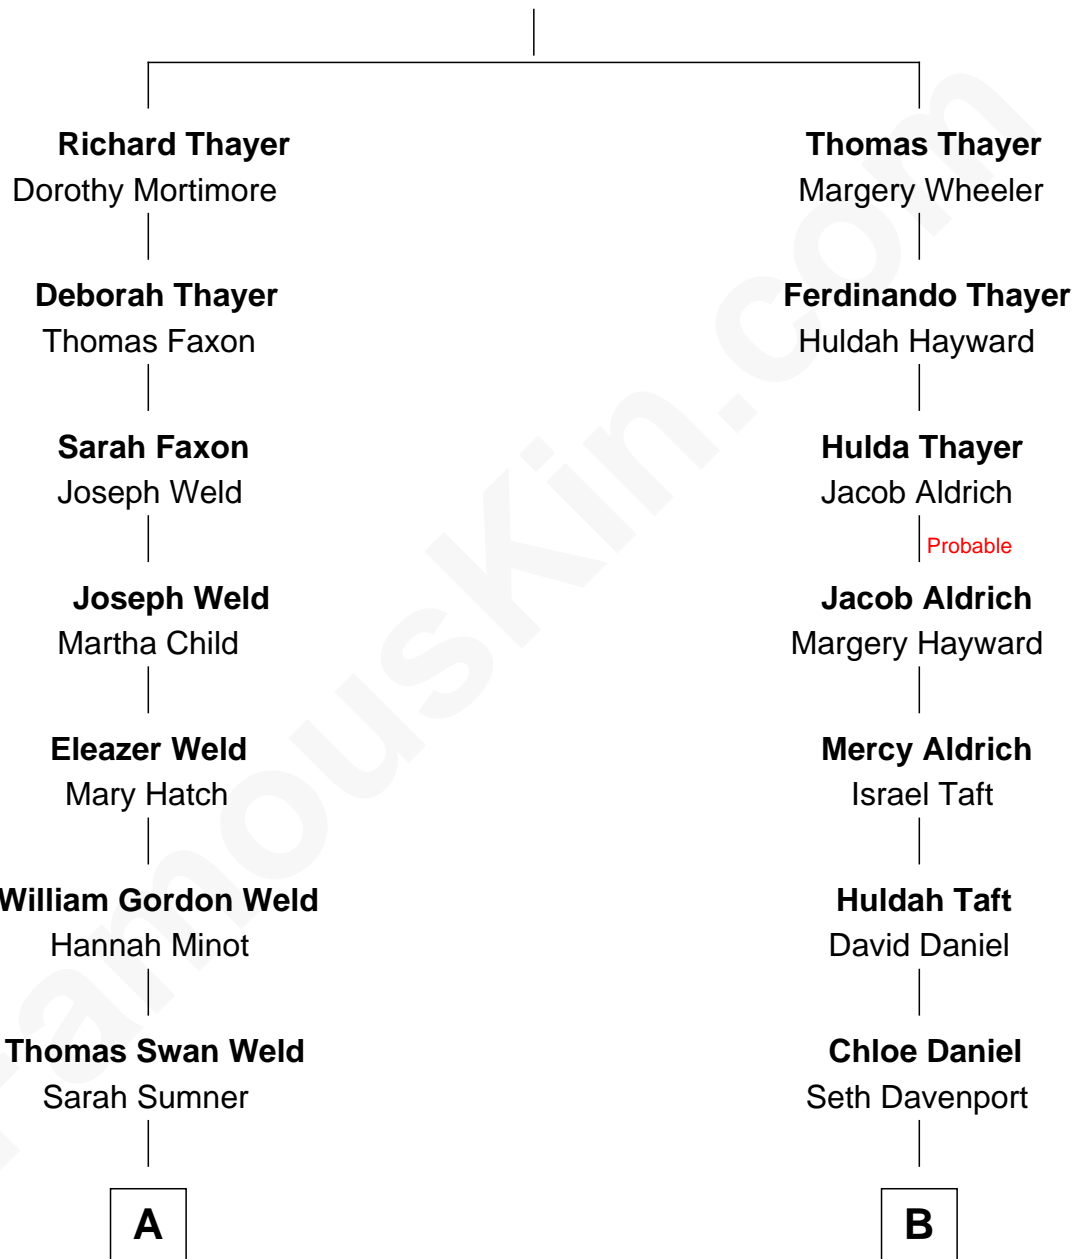 Richard Thayer
Dorothy Mortimore
Deborah Thayer
Thomas Faxon
Sarah Faxon
Joseph Weld
Joseph Weld
Martha Child
Eleazer Weld
Mary Hatch
William Gordon Weld
Hannah Minot
Thomas Swan Weld
Sarah Sumner
A
Thomas Thayer
Margery Wheeler
Ferdinando Thayer
Huldah Hayward
Hulda Thayer
Jacob Aldrich
Probable
Jacob Aldrich
Margery Hayward
Mercy Aldrich
Israel Taft
Huldah Taft
David Daniel
Chloe Daniel
Seth Davenport
B
FamousKin.com